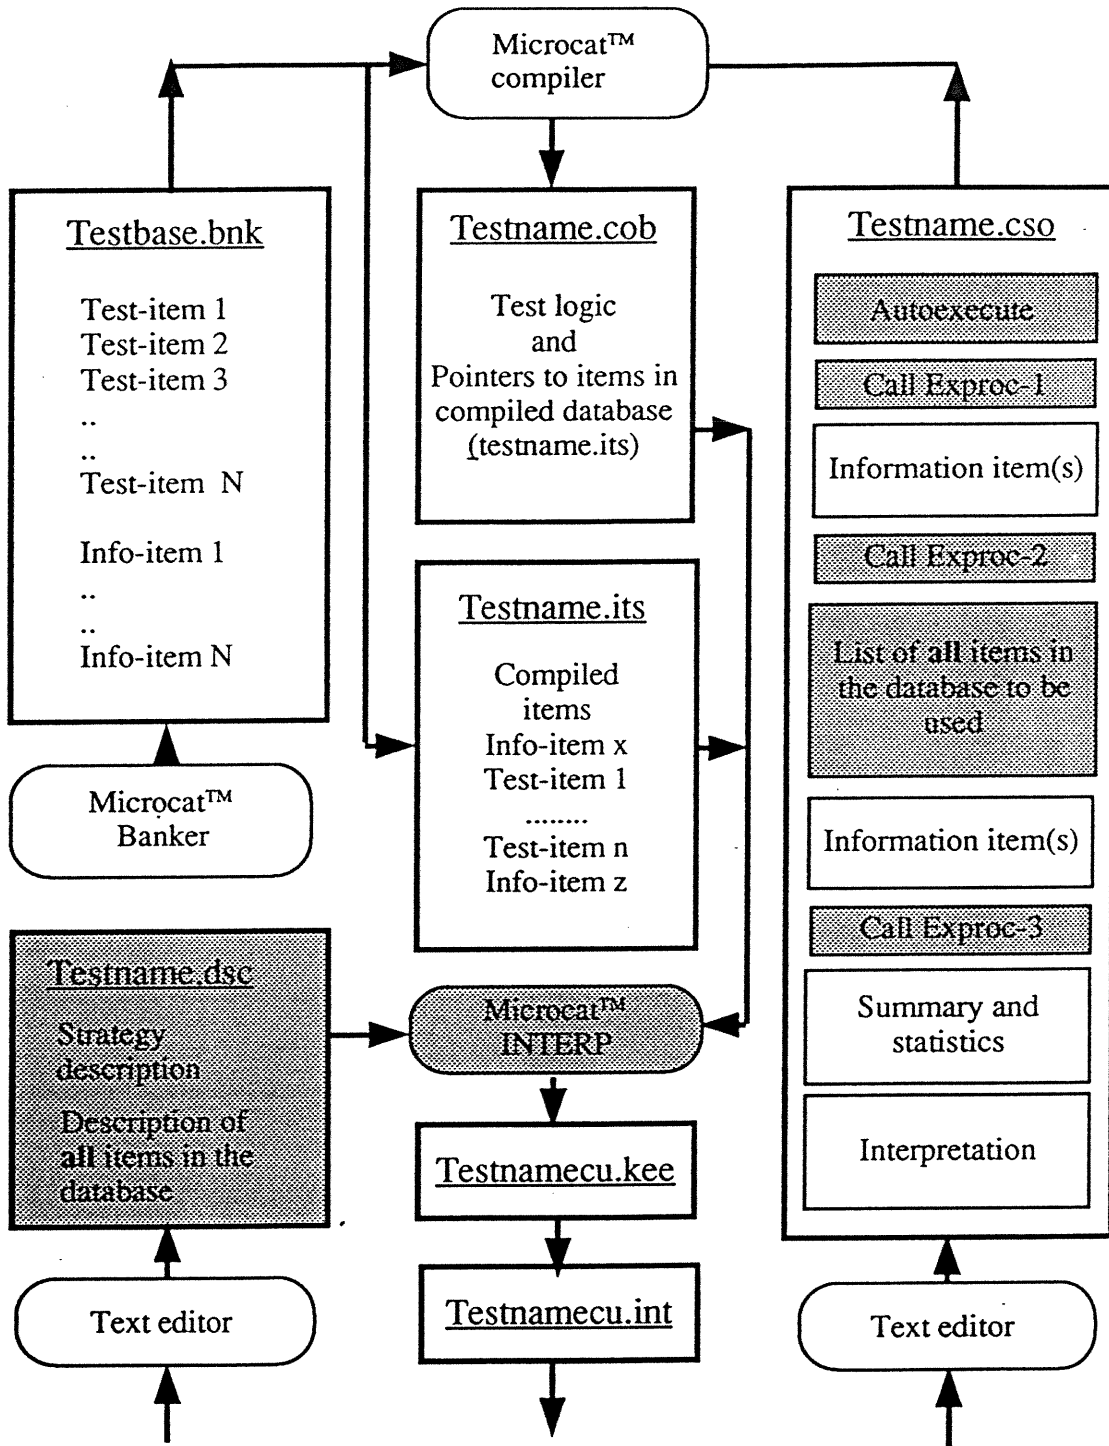 Microcat™
compiler
Testbase.bnk
Test-item 1
Test-item 2
Test-item 3
..
..
Test-item N
Info-item 1
..
..
Info-item N
Microcat™
Banker
Testname.dsc
Strategy
description
Description of
all items in the
database
Text editor
Testname.cob
Test logic
and
Pointers to items in
compiled database
(testname.its)
Testname.its
Compiled
items
Info-item x
Test-item 1
........
Test-item n
Info-item z
Microcat™
INTERP
Testnamecu.kee
Testnamecu.int
Testname.cso
Autoexecute
Call Exproc-1
Information item(s)
Call Exproc-2
List of all items in
the database to be
used
Information item(s)
Call Exproc-3
Summary and
statistics
Interpretation
Text editor